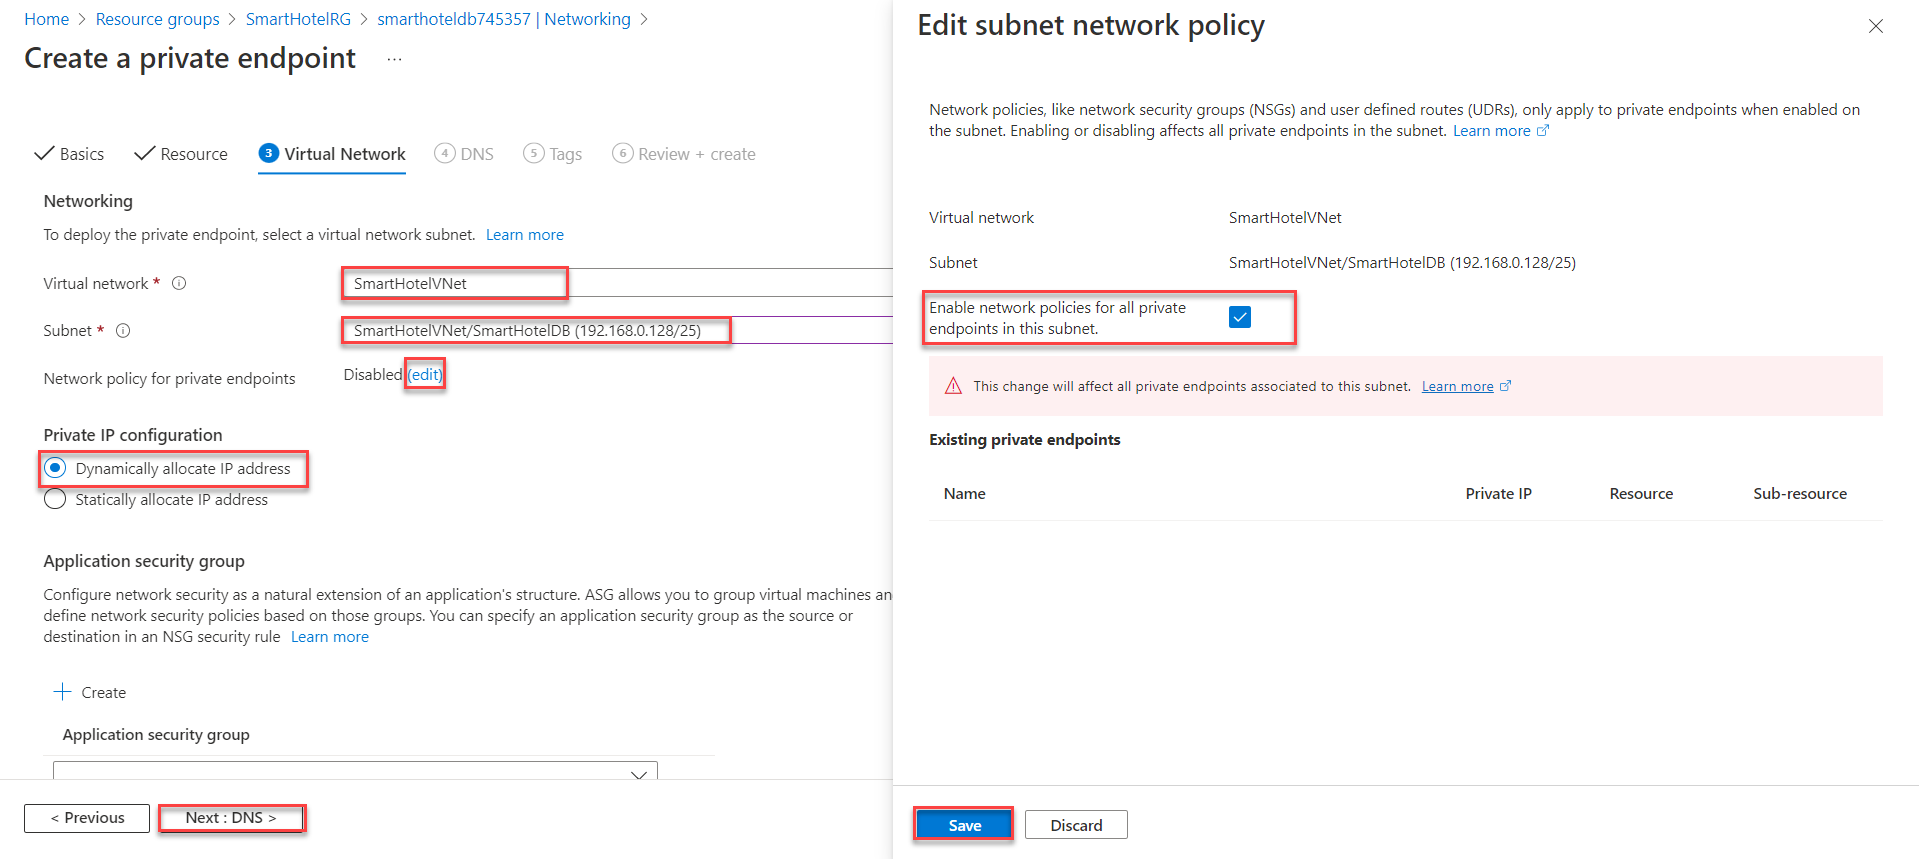 Home > Resource groups > SmartHotelRG > smarthoteldb745357 | Networking >
Create a private endpoint ...
Basics Resource 3 Virtual Network 4 DNS 5 Tags 6 Review + create
Networking
To deploy the private endpoint, select a virtual network subnet. Learn more
Virtual network * SmartHotelVNet
Subnet * SmartHotelVNet/SmartHotelDB (192.168.0.128/25)
Network policy for private endpoints Disabled (edit)
Private IP configuration
Dynamically allocate IP address
Statically allocate IP address
Application security group
Configure network security as a natural extension of an application's structure. ASG allows you to group virtual machines an
define network security policies based on those groups. You can specify an application security group as the source or
destination in an NSG security rule Learn more
+ Create
Application security group
< Previous Next : DNS >
Edit subnet network policy
Network policies, like network security groups (NSGs) and user defined routes (UDRs), only apply to private endpoints when enabled on
the subnet. Enabling or disabling affects all private endpoints in the subnet. Learn more
Virtual network SmartHotelVNet
Subnet SmartHotelVNet/SmartHotelDB (192.168.0.128/25)
Enable network policies for all private
endpoints in this subnet.
This change will affect all private endpoints associated to this subnet. Learn more
Existing private endpoints
Name Private IP Resource Sub-resource
Save Discard